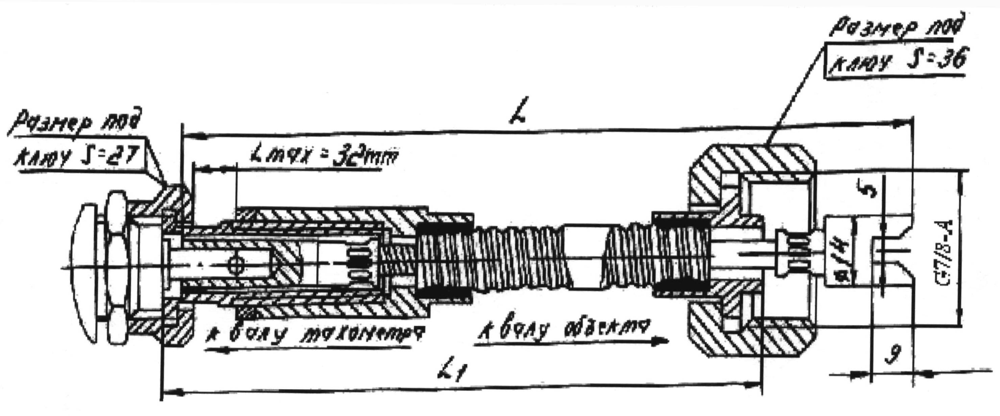 Размер под
ключ S=36
L
Размер под
ключ S=27
Lmax = 32mm
5
ø14
G7/8-A
к валу тахометра
к валу объекта
9
L1